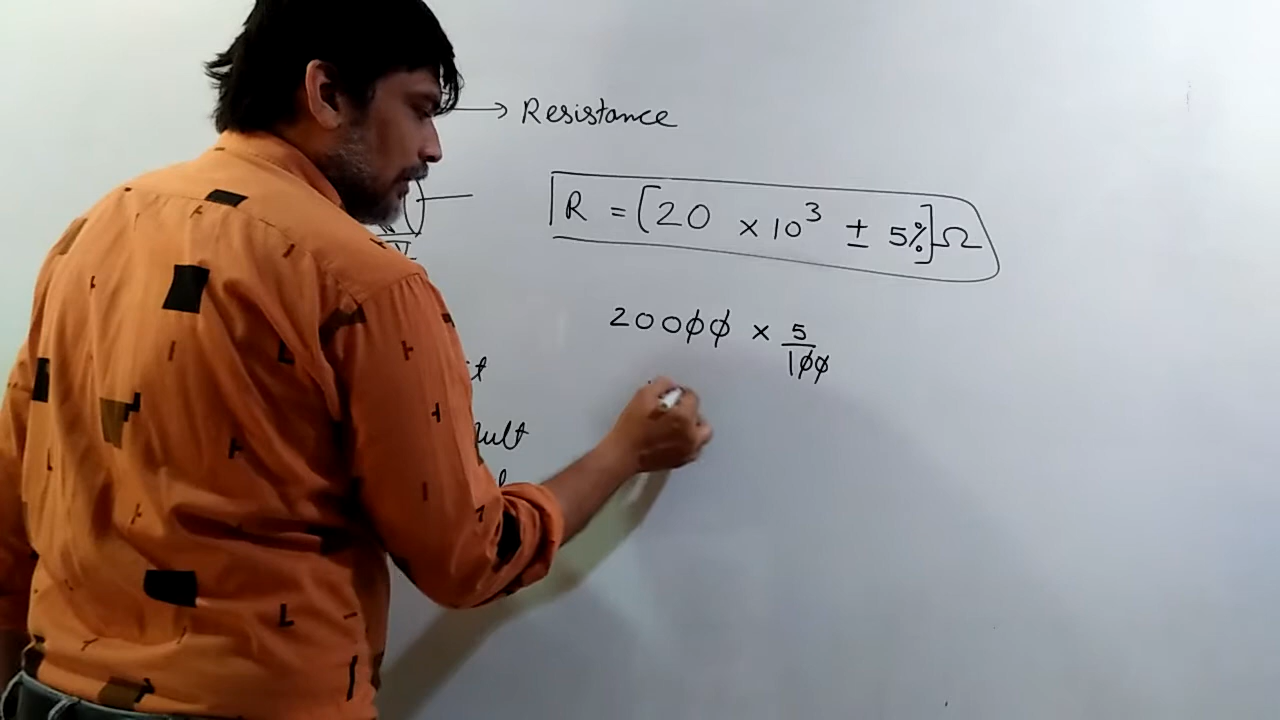 → Resistance
R = [20 × 10³ ± 5%]Ω
20000 × 5/100